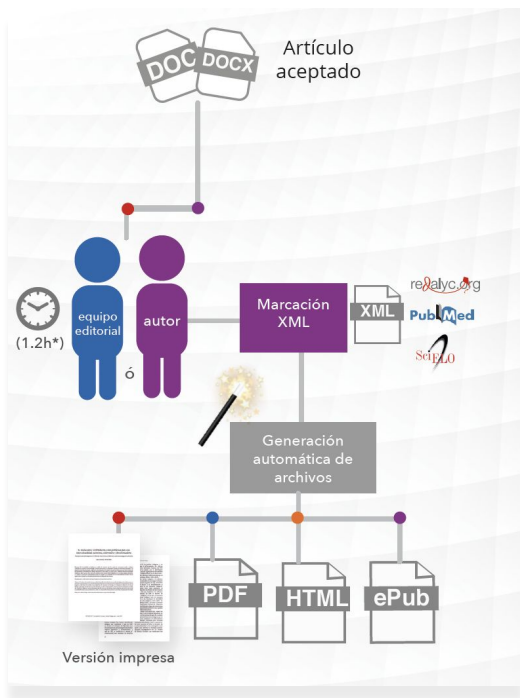 DOC
DOCX
Artículo
aceptado
(1.2h*)
equipo
editorial
ó
autor
Marcación
XML
XML
redalyc.org
PubMed
SciELO
Generación
automática de
archivos
Versión impresa
PDF
HTML
ePub